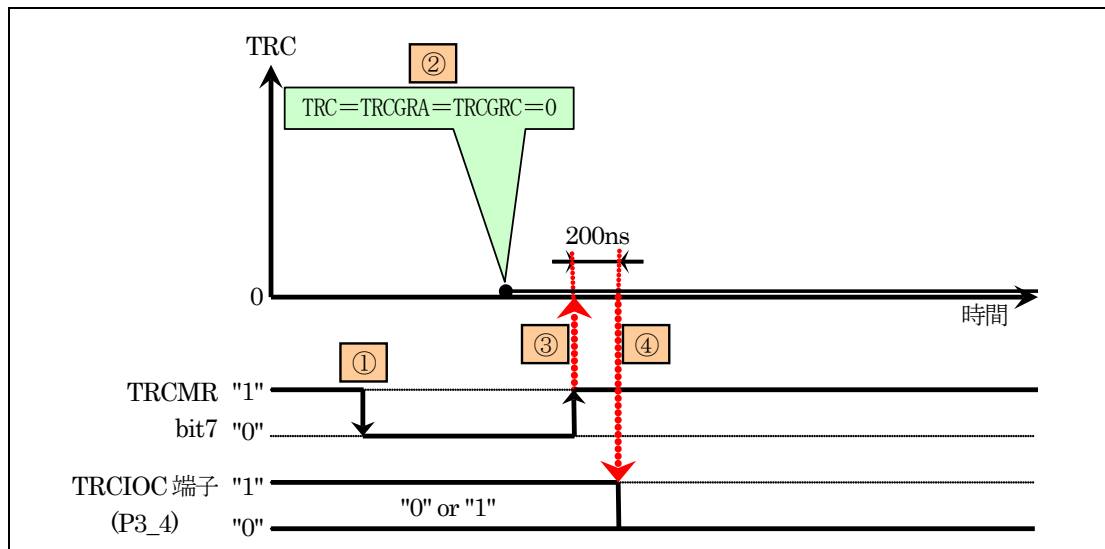 TRC
②
TRC＝TRCGRA＝TRCGRC＝0
200ns
0
時間
③
④
①
TRCMR "1"
bit7 "0"
TRCIOC 端子 "1"
"0" or "1"
(P3_4) "0"